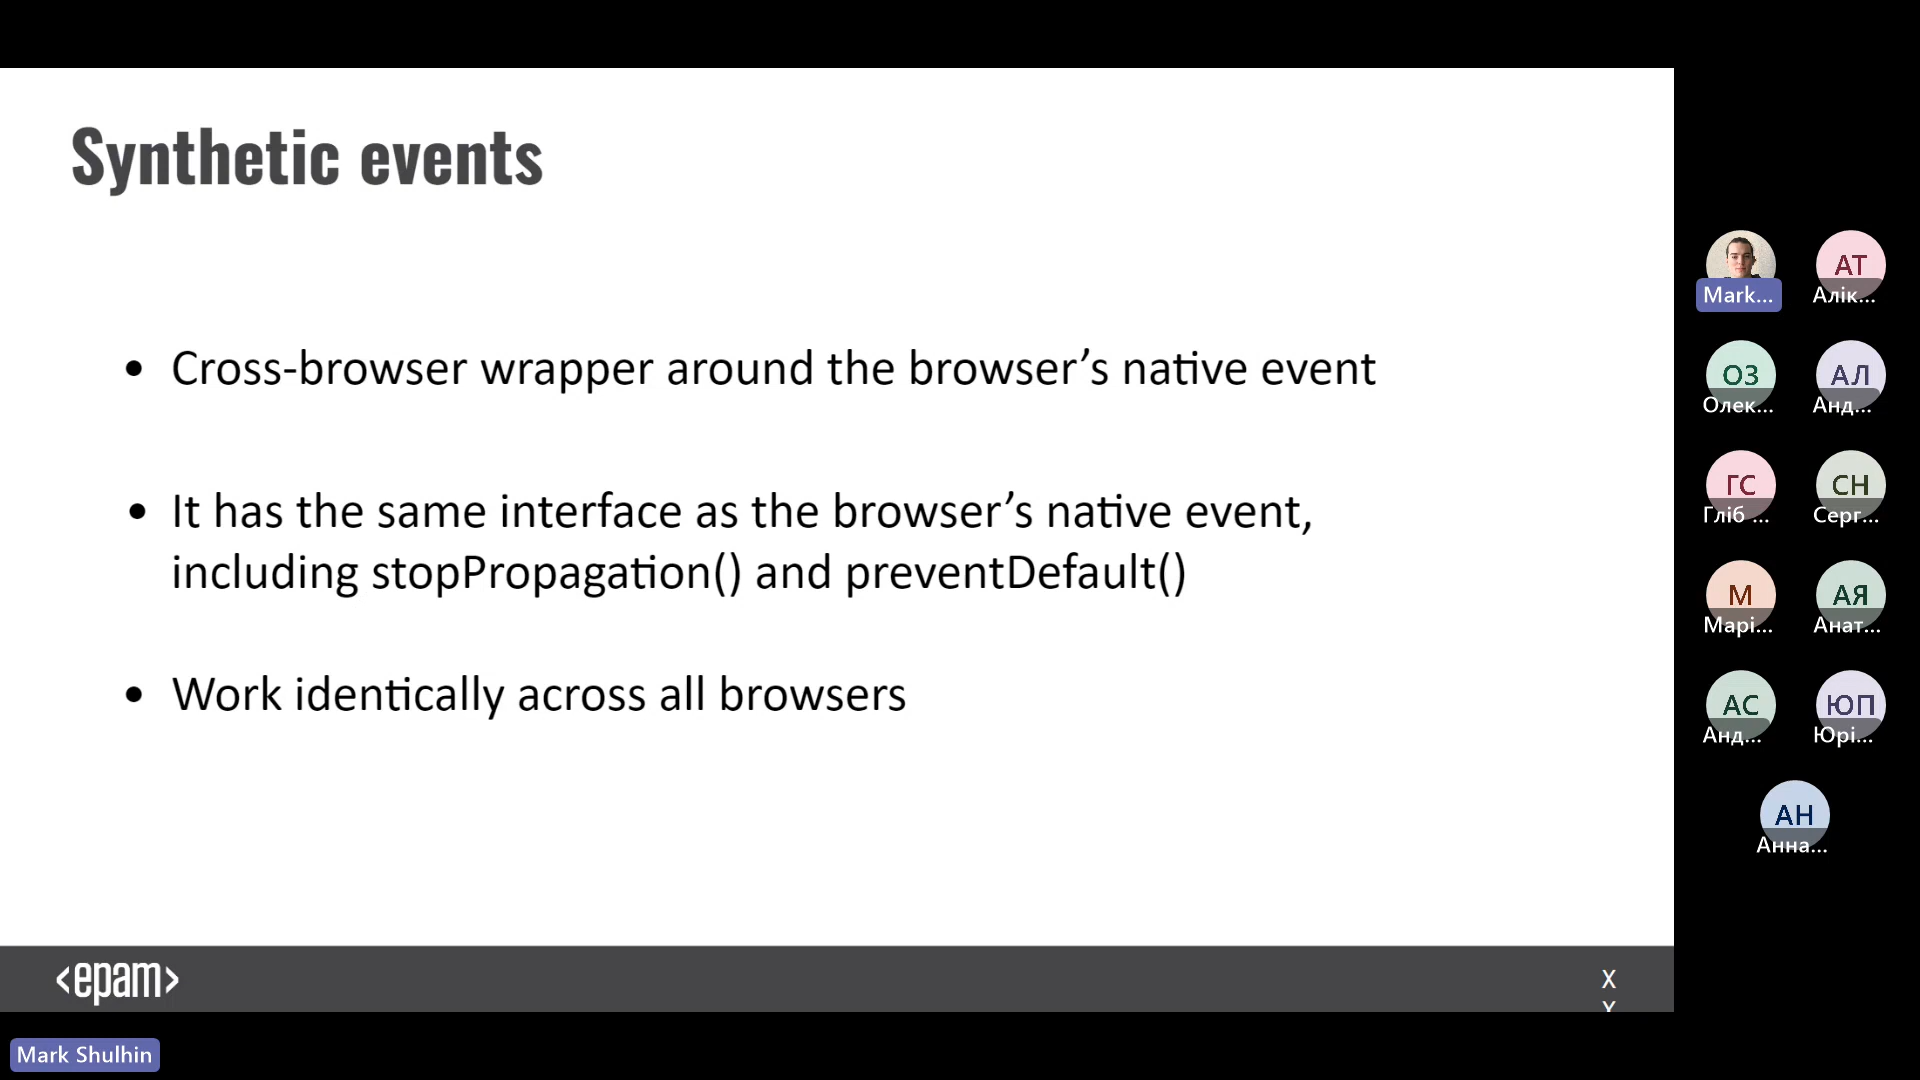 Synthetic events
• Cross-browser wrapper around the browser’s native event
• It has the same interface as the browser’s native event,
including stopPropagation() and preventDefault()
• Work identically across all browsers
<epam>
X
Y
Mark Shulhin
Mark...
АТ
Алік...
ОЗ
Олек...
АЛ
Анд...
ГС
Гліб ...
СН
Серг...
М
Марі...
АЯ
Анат...
АС
Анд...
ЮП
Юрі...
АН
Анна...